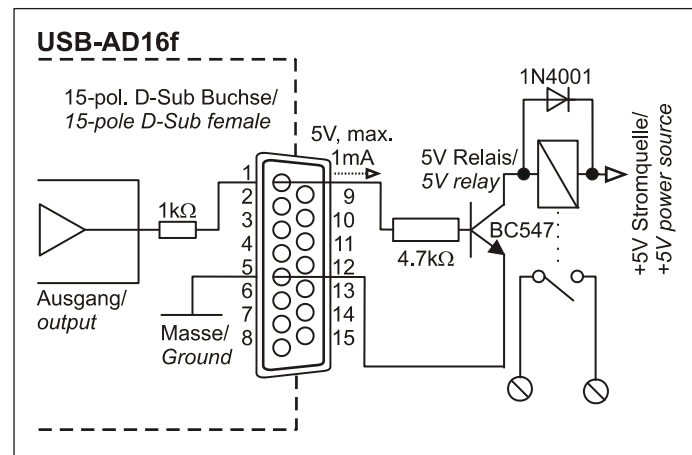 USB-AD16f
15-pol. D-Sub Buchse/
15-pole D-Sub female
5V, max.
1mA
1N4001
5V Relais/
5V relay
+5V Stromquelle/
+5V power source
1
2
3
4
5
6
7
8
9
10
11
12
13
14
15
1kΩ
4.7kΩ
BC547
Ausgang/
output
Masse/
Ground